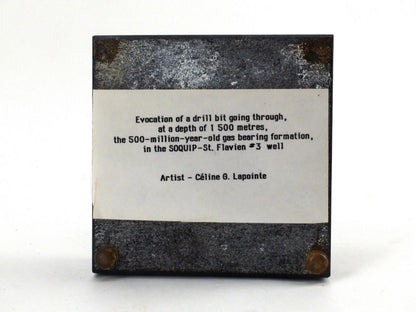 Evocation of a drill bit going through,
at a depth of 1 500 metres,
the 500-million-year-old gas bearing formation,
in the SOQUIP-St. Flavien #3 well
Artist - Céline G. Lapointe